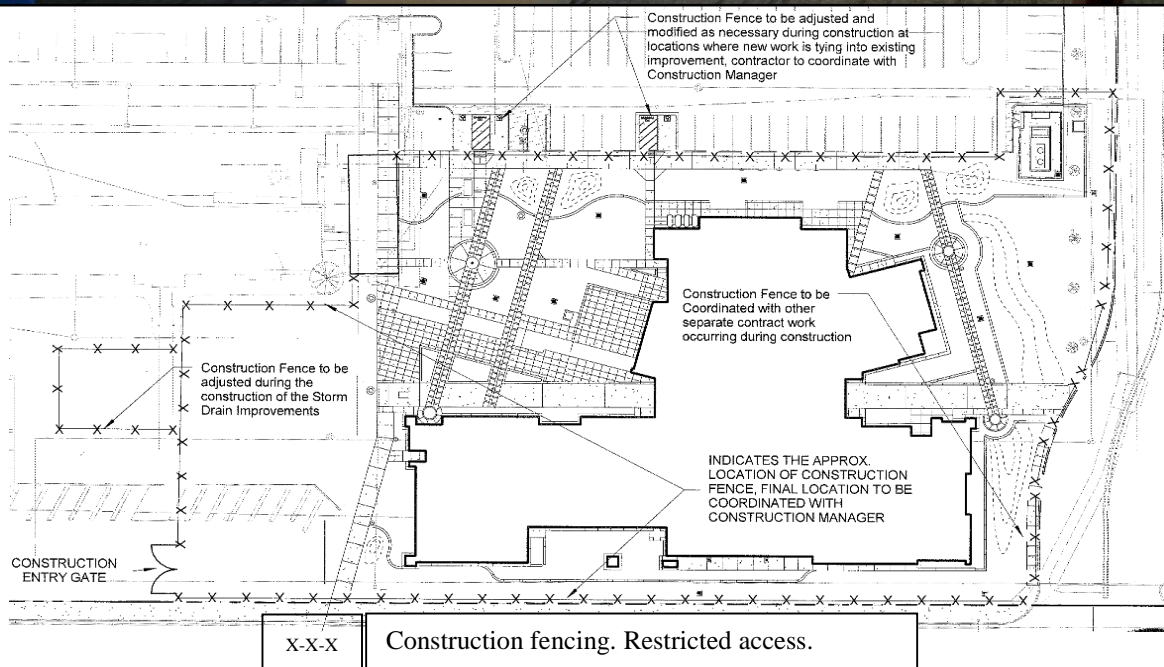 Construction Fence to be adjusted and
modified as necessary during construction at
locations where new work is tying into existing
improvement, contractor to coordinate with
Construction Manager
Construction Fence to be
Coordinated with other
separate contract work
occurring during construction
Construction Fence to be
adjusted during the
construction of the Storm
Drain Improvements
INDICATES THE APPROX.
LOCATION OF CONSTRUCTION
FENCE, FINAL LOCATION TO BE
COORDINATED WITH
CONSTRUCTION MANAGER
CONSTRUCTION
ENTRY GATE
X-X-X
Construction fencing. Restricted access.